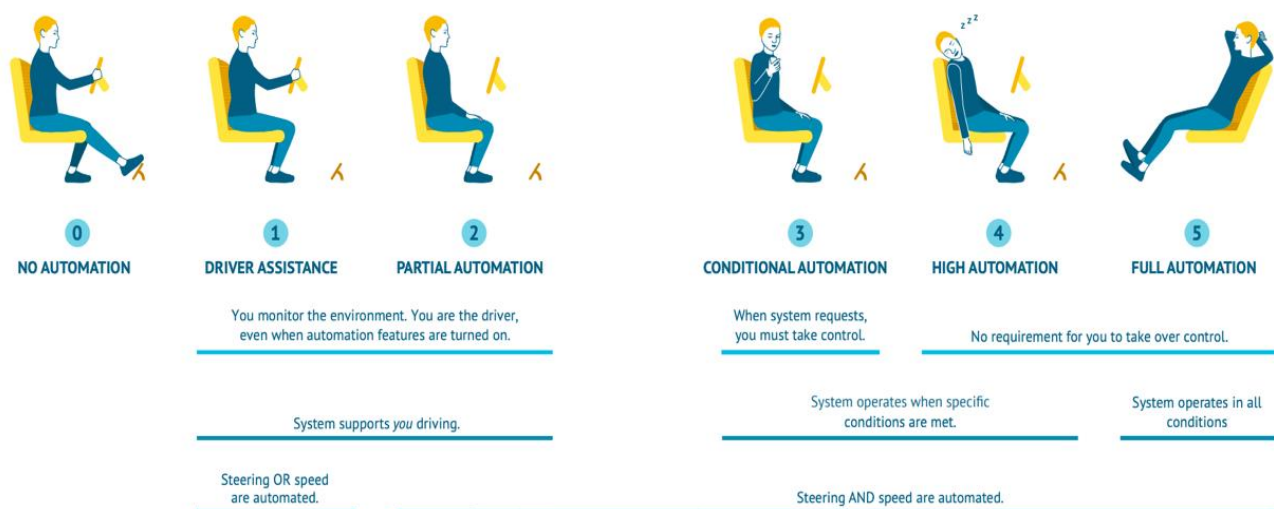 z z z
0
1
2
3
4
5
NO AUTOMATION
DRIVER ASSISTANCE
PARTIAL AUTOMATION
CONDITIONAL AUTOMATION
HIGH AUTOMATION
FULL AUTOMATION
You monitor the environment. You are the driver,
even when automation features are turned on.
When system requests,
you must take control.
No requirement for you to take over control.
System supports you driving.
System operates when specific
conditions are met.
System operates in all
conditions
Steering OR speed
are automated.
Steering AND speed are automated.